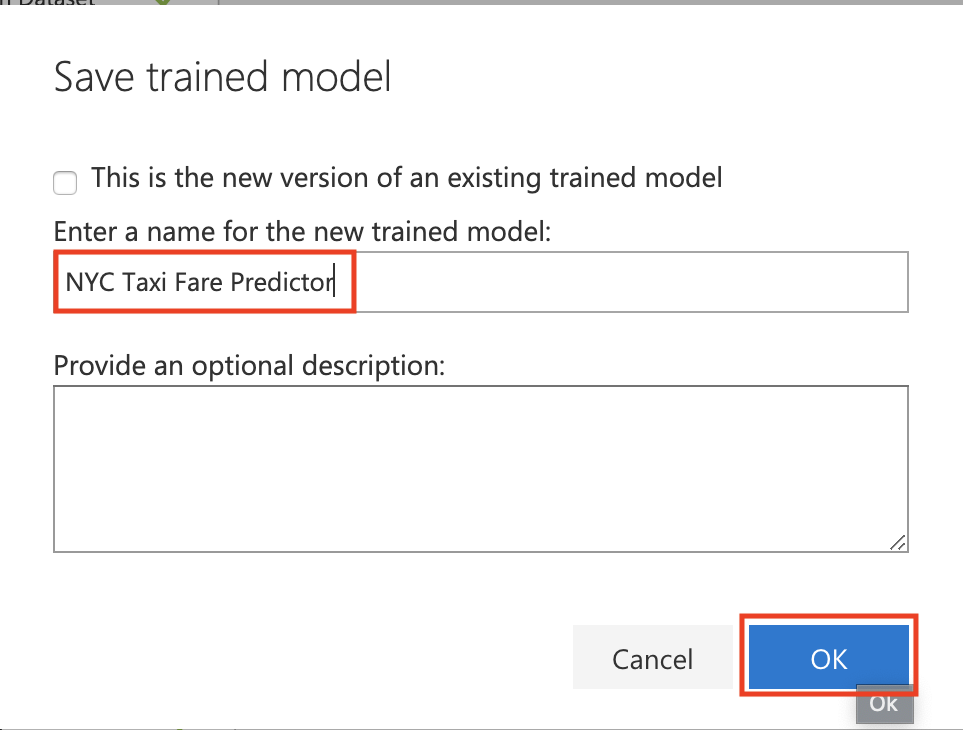 Dataset
Save trained model
This is the new version of an existing trained model
Enter a name for the new trained model:
NYC Taxi Fare Predictor
Provide an optional description:
Cancel
OK
Ok